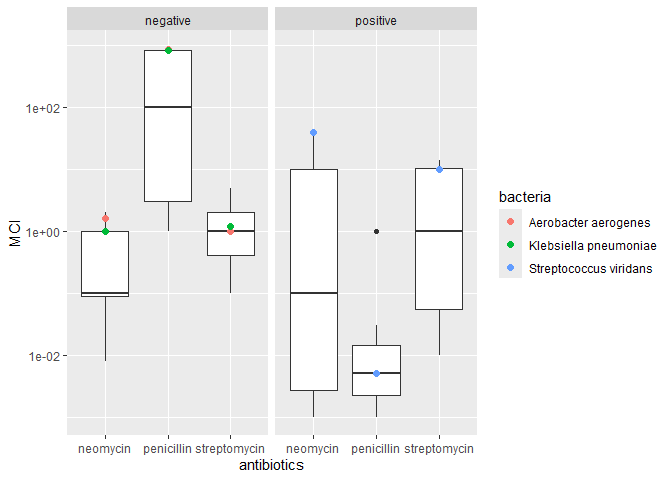 negative positive
MCI
1e+02
1e+00
1e-02
neomycin penicillin streptomycin neomycin penicillin streptomycin
antibiotics
bacteria
Aerobacter aerogenes
Klebsiella pneumoniae
Streptococcus viridans